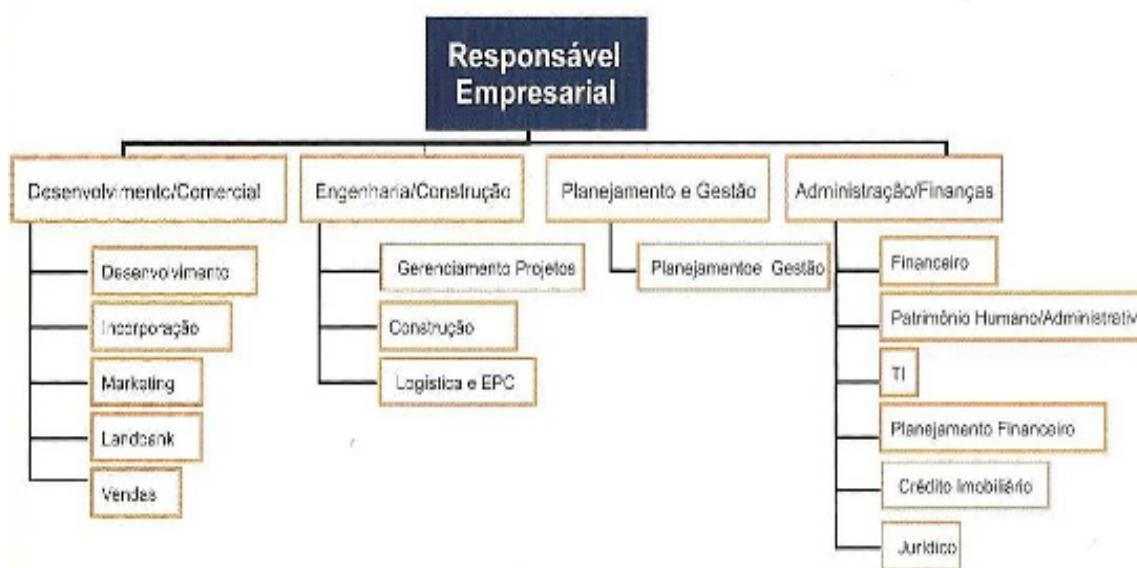 Responsável
Empresarial
Desenvolvimento/Comercial
Engenharia/Construção
Planejamento e Gestão
Administração/Finanças
Desenvolvimento
Incorporação
Marketing
Landbank
Vendas
Gerenciamento Projetos
Construção
Logística e EPC
Planejamentoe Gestão
Financeiro
Patrimônio Humano/Administrativ
TI
Planejamento Financeiro
Crédito Imobiliário
Jurídico